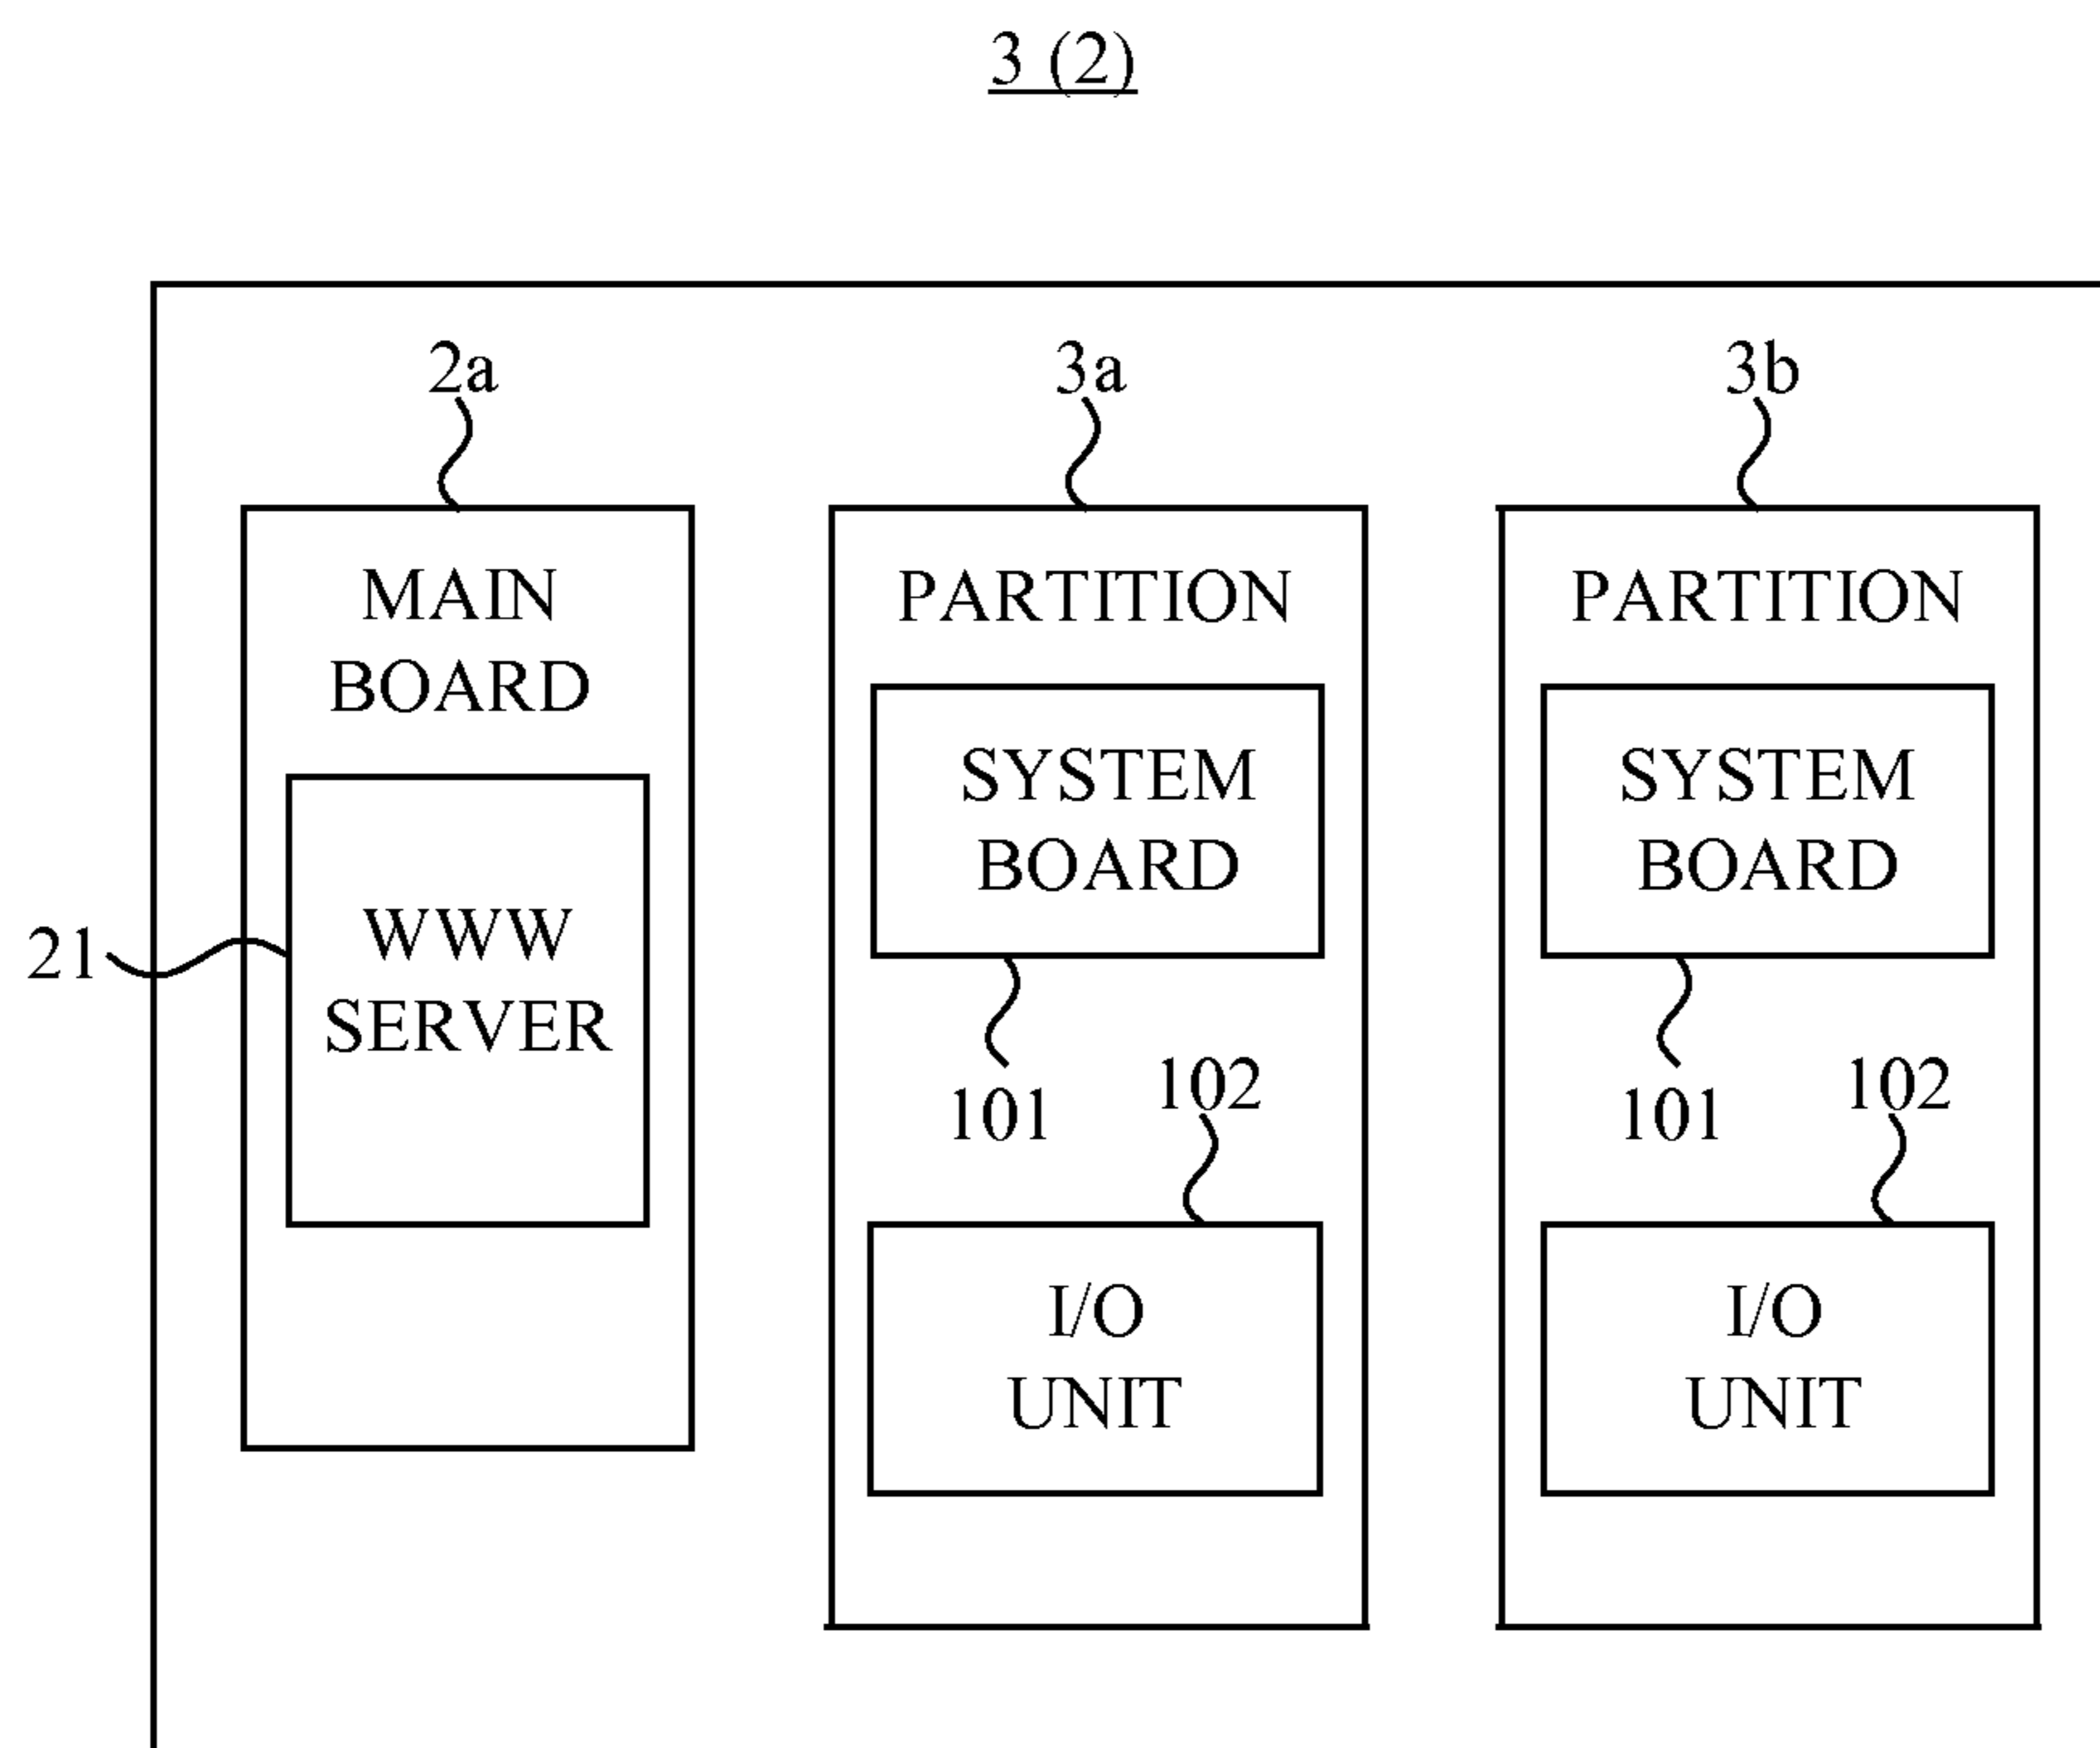 3 (2)
2a
3a
3b
MAIN
BOARD
WWW
SERVER
21
PARTITION
SYSTEM
BOARD
101
102
I/O
UNIT
PARTITION
SYSTEM
BOARD
101
102
I/O
UNIT